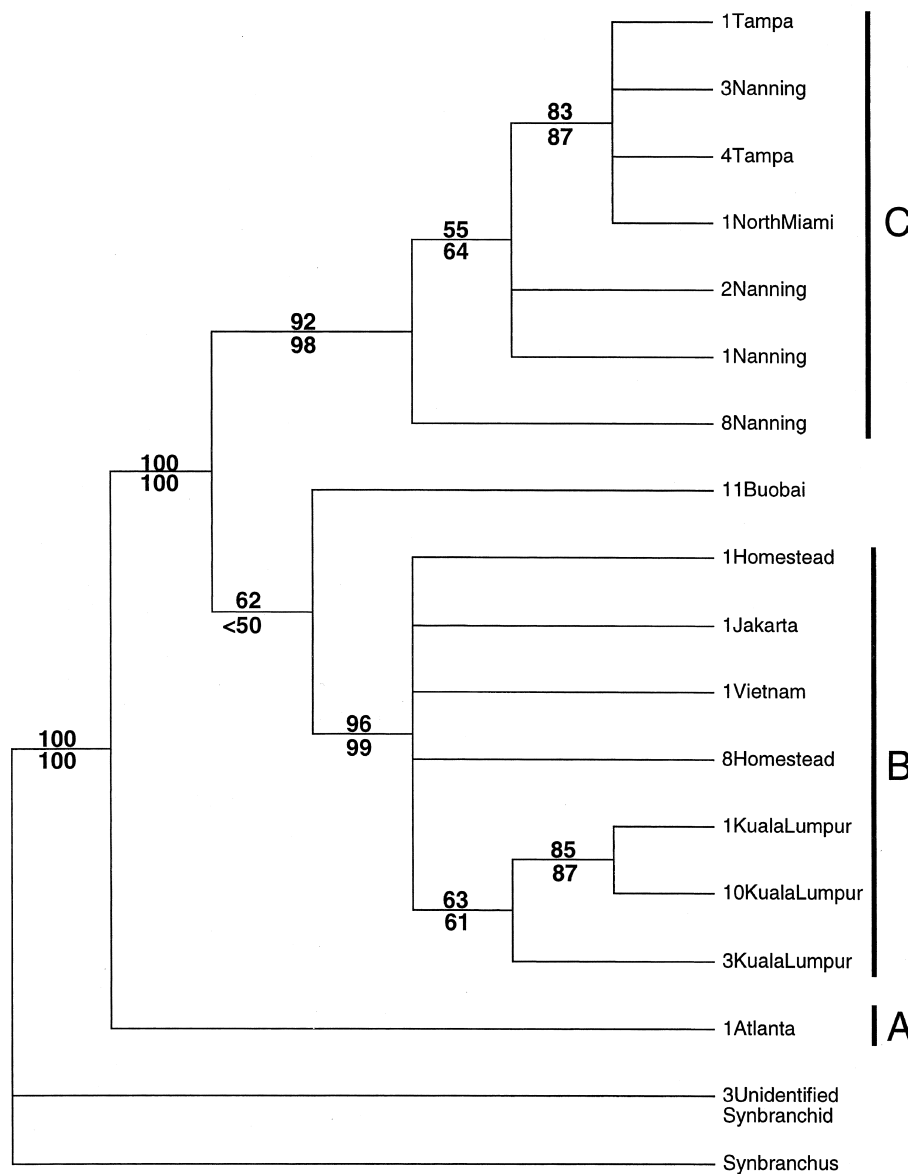 1Tampa
3Nanning
83
87
4Tampa
1NorthMiami
C
55
64
2Nanning
92
98
1Nanning
8Nanning
100
100
11Buobai
1Homestead
62
<50
1Jakarta
1Vietnam
96
99
8Homestead
B
100
100
1KualaLumpur
85
87
10KualaLumpur
63
61
3KualaLumpur
1Atlanta
A
3Unidentified
Synbranchid
Synbranchus